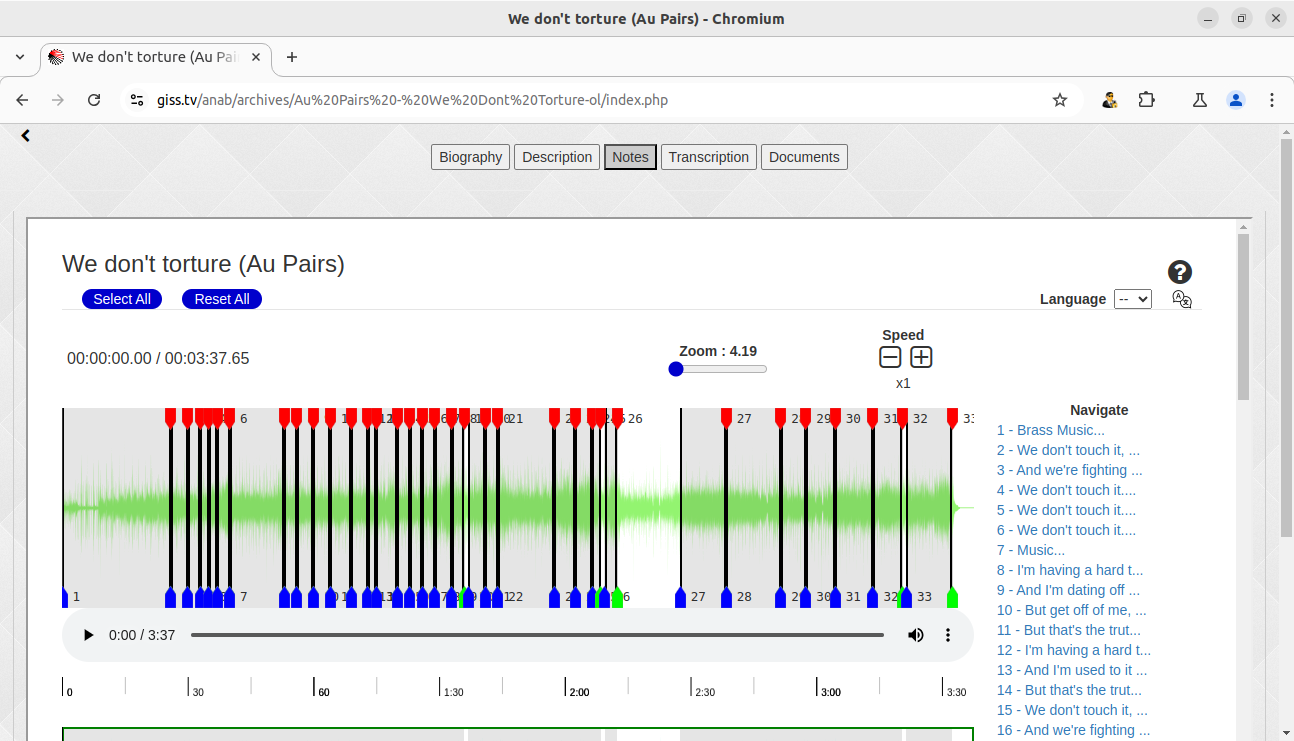 We don't torture (Au Pairs) - Chromium
We don't torture (Au Pai
giss.tv/anab/archives/Au%20Pairs%20-%20We%20Dont%20Torture-ol/index.php
Biography Description Notes Transcription Documents
We don't torture (Au Pairs)
Select All Reset All Language --
00:00:00.00 / 00:03:37.65
Zoom : 4.19
Speed
x1
6 21 26 27 29 30 31 32 33
1 7 22 27 28 30 31 32 33
0:00 / 3:37
0 30 60 1:30 2:00 2:30 3:00 3:30
Navigate
1 - Brass Music...
2 - We don't touch it, ...
3 - And we're fighting ...
4 - We don't touch it....
5 - We don't touch it....
6 - We don't touch it....
7 - Music...
8 - I'm having a hard t...
9 - And I'm dating off ...
10 - But get off of me, ...
11 - But that's the trut...
12 - I'm having a hard t...
13 - And I'm used to it ...
14 - But that's the trut...
15 - We don't touch it, ...
16 - And we're fighting ...